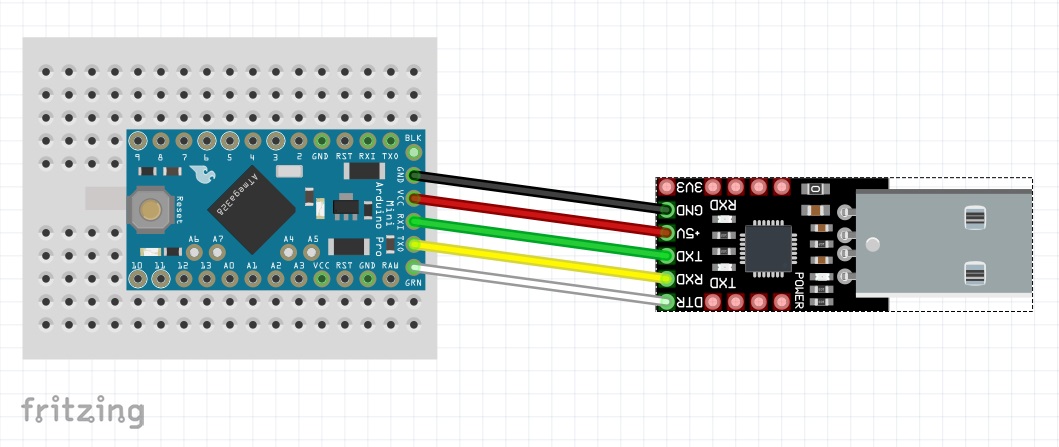 BLK
9 8 7 6 5 4 3 2 GND RST RXI TXO
GND
VCC
RXI
TXO
GRN
ATmega328
Arduino Pro
Mini
Reset
A6 A7 A4 A5
10 11 12 13 A0 A1 A2 A3 VCC RST GND RAW
3V3
GND
+5V
TXD
RXD
DTR
RXD
TXD
0
POWER
fritzing